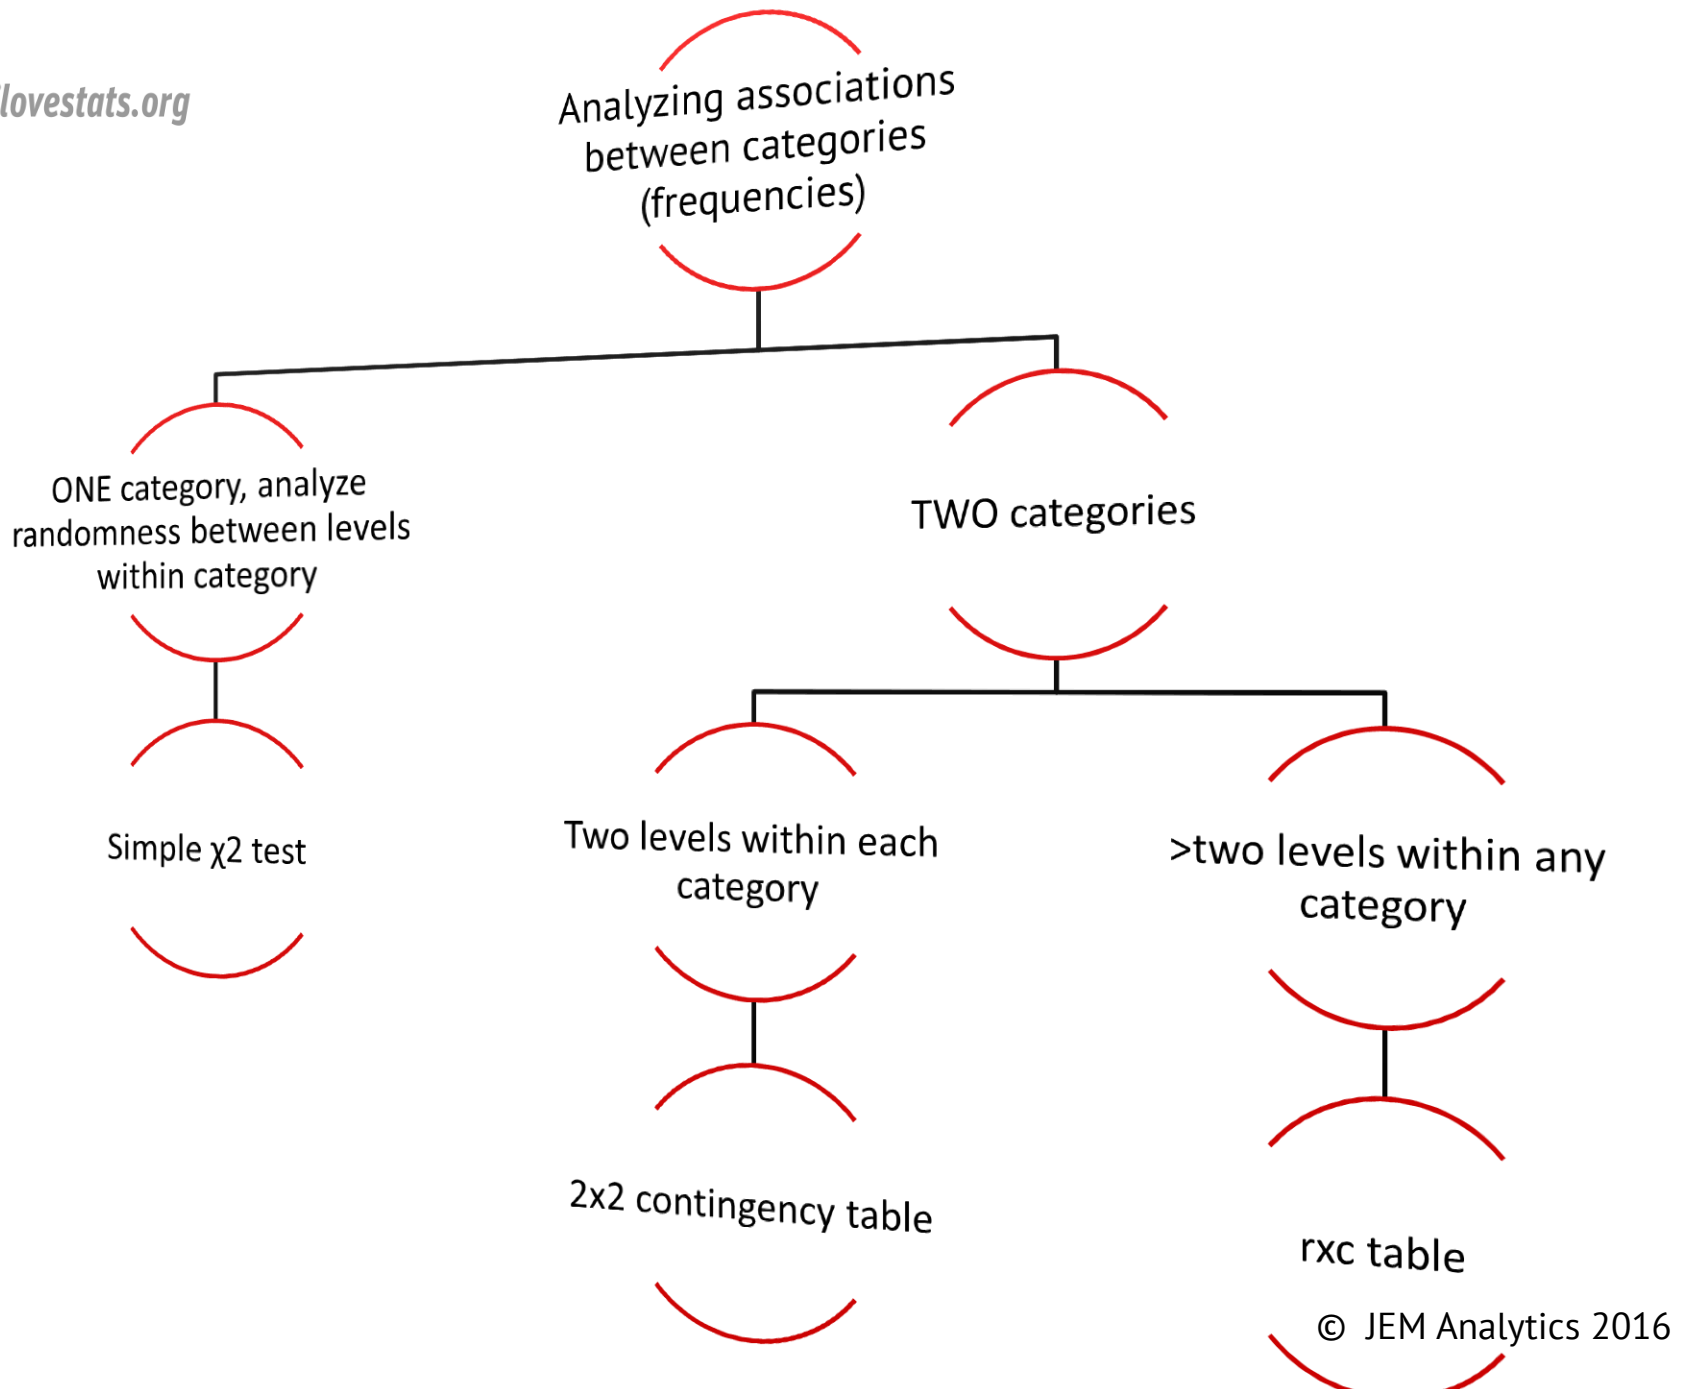 lovestats.org
Analyzing associations
between categories
(frequencies)
ONE category, analyze
randomness between levels
within category
TWO categories
Simple χ2 test
Two levels within each
category
>two levels within any
category
2x2 contingency table
rxc table
© JEM Analytics 2016